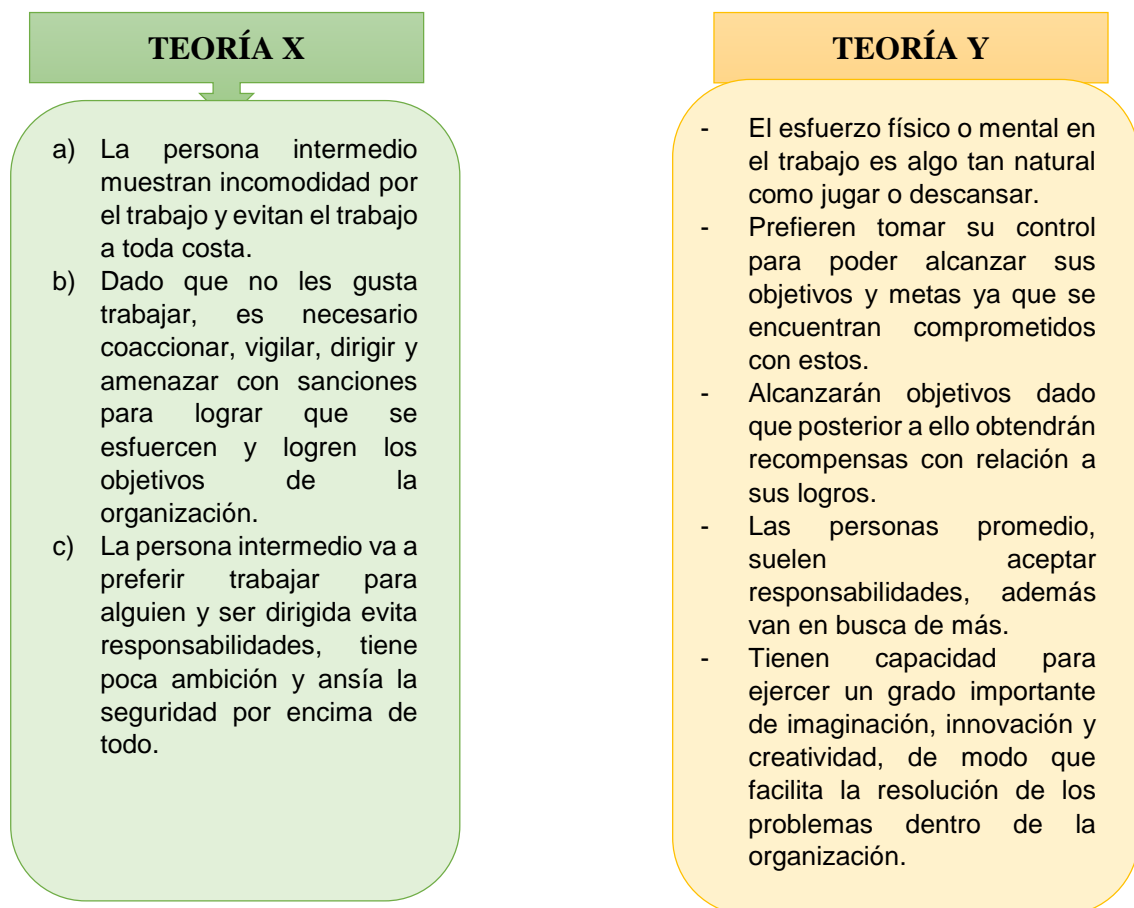 TEORÍA X
a) La persona intermedio
muestran incomodidad por
el trabajo y evitan el trabajo
a toda costa.
b) Dado que no les gusta
trabajar, es necesario
coaccionar, vigilar, dirigir y
amenazar con sanciones
para lograr que se
esfuercen y logren los
objetivos de la
organización.
c) La persona intermedio va a
preferir trabajar para
alguien y ser dirigida evita
responsabilidades, tiene
poca ambición y ansía la
seguridad por encima de
todo.
TEORÍA Y
- El esfuerzo físico o mental en
el trabajo es algo tan natural
como jugar o descansar.
- Prefieren tomar su control
para poder alcanzar sus
objetivos y metas ya que se
encuentran comprometidos
con estos.
- Alcanzarán objetivos dado
que posterior a ello obtendrán
recompensas con relación a
sus logros.
- Las personas promedio,
suelen aceptar
responsabilidades, además
van en busca de más.
- Tienen capacidad para
ejercer un grado importante
de imaginación, innovación y
creatividad, de modo que
facilita la resolución de los
problemas dentro de la
organización.